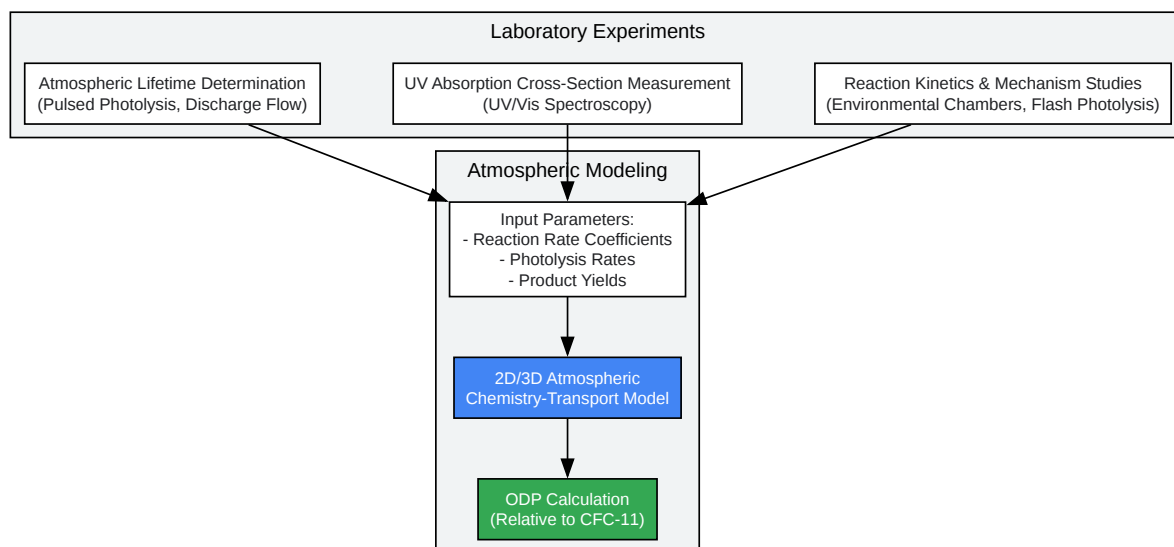 Laboratory Experiments
Atmospheric Lifetime Determination
(Pulsed Photolysis, Discharge Flow)
UV Absorption Cross-Section Measurement
(UV/Vis Spectroscopy)
Reaction Kinetics & Mechanism Studies
(Environmental Chambers, Flash Photolysis)
Atmospheric Modeling
Input Parameters:
- Reaction Rate Coefficients
- Photolysis Rates
- Product Yields
2D/3D Atmospheric
Chemistry-Transport Model
ODP Calculation
(Relative to CFC-11)